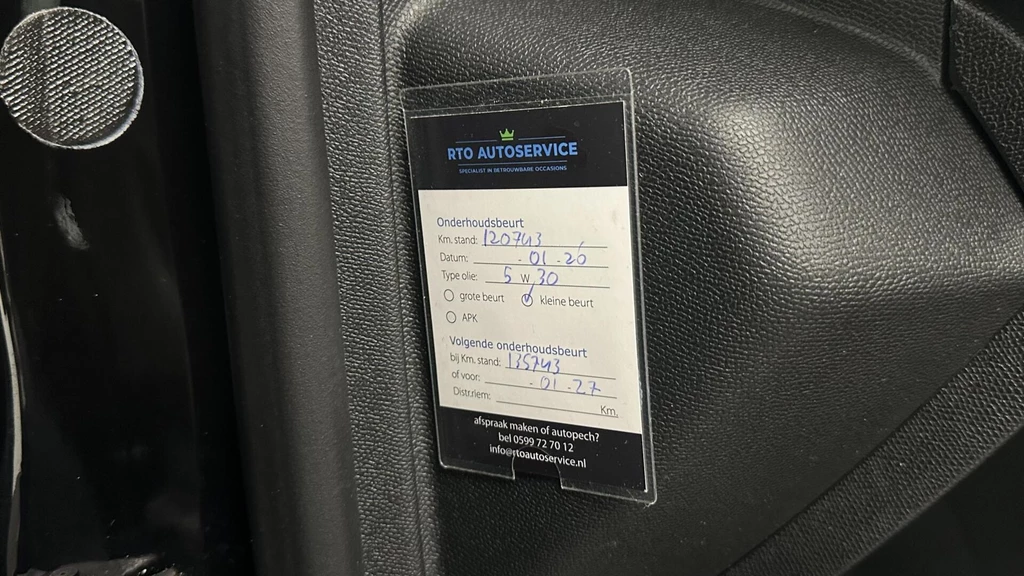 RTO AUTOSERVICE
SPECIALIST IN BETROUWBARE OCCASIONS
Onderhoudsbeurt
Km. stand: 120743
Datum: - 01 - 26
Type olie: 5 W 30
grote beurt kleine beurt
APK
Volgende onderhoudsbeurt
bij Km. stand: 135743
of voor: - 01 - 27
Distr.riem: Km.
afspraak maken of autopech?
bel 0599 72 70 12
info@rtoautoservice.nl